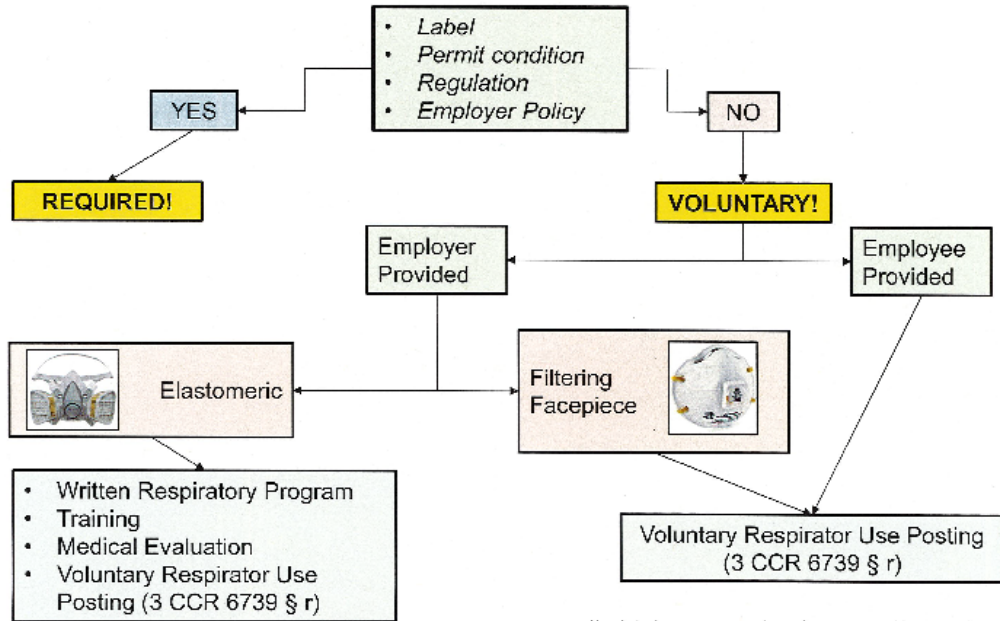 • Label
• Permit condition
• Regulation
• Employer Policy
YES
NO
REQUIRED!
VOLUNTARY!
Employer
Provided
Employee
Provided
Elastomeric
Filtering
Facepiece
• Written Respiratory Program
• Training
• Medical Evaluation
• Voluntary Respirator Use
Posting (3 CCR 6739 § r)
Voluntary Respirator Use Posting
(3 CCR 6739 § r)